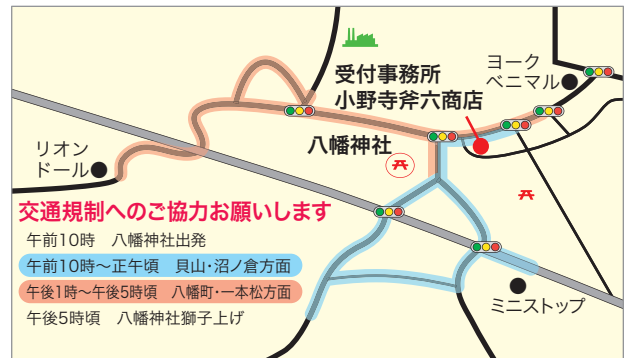 ヨーク
ベニマル
受付事務所
小野寺斧六商店
八幡神社
リオン
ドール
交通規制へのご協力お願いします
午前10時　八幡神社出発
午前10時〜正午頃　貝山・沼ノ倉方面
午後1時〜午後5時頃　八幡町・一本松方面
午後5時頃　八幡神社獅子上げ
ミニストップ